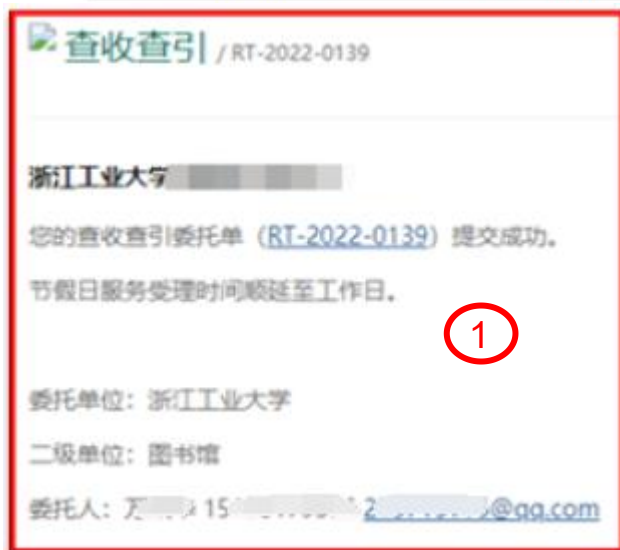 查收查引 / RT-2022-0139
浙江工业大学
您的查收查引委托单（RT-2022-0139）提交成功。
节假日服务受理时间顺延至工作日。
1
委托单位：浙江工业大学
二级单位：图书馆
委托人：万 15 2 @qq.com